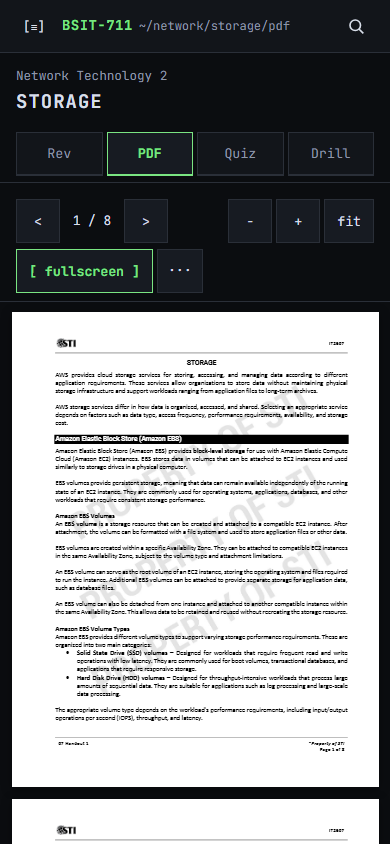 [≡] BSIT-711 ~/network/storage/pdf
Network Technology 2
STORAGE
Rev PDF Quiz Drill
< 1 / 8 > - + fit
[ fullscreen ] ...
STI IT2607
STORAGE
AWS provides cloud storage services for storing, accessing, and managing data according to different
application requirements. These services allow organizations to store data without maintaining physical
storage infrastructure and support workloads ranging from application files to long-term archives.
AWS storage services differ in how data is organized, accessed, and shared. Selecting an appropriate service
depends on factors such as data type, access frequency, performance requirements, availability, and storage
cost.
Amazon Elastic Block Store (Amazon EBS)
Amazon Elastic Block Store (Amazon EBS) provides block-level storage for use with Amazon Elastic Compute
Cloud (Amazon EC2) instances. EBS stores data in volumes that can be attached to EC2 instances and used
similarly to storage drives in a physical computer.
EBS volumes provide persistent storage, meaning that data can remain available independently of the running
state of an EC2 instance. They are commonly used for operating systems, applications, databases, and other
workloads that require consistent storage performance.
Amazon EBS Volumes
An EBS volume is a storage resource that can be created and attached to a compatible EC2 instance. After
attachment, the volume can be formatted with a file system and used to store application files or other data.
EBS volumes are created within a specific Availability Zone. They can be attached to compatible EC2 instances
in the same Availability Zone, subject to the volume type and attachment limitations.
An EBS volume can serve as the root volume of an EC2 instance, storing the operating system and files required
to run the instance. Additional EBS volumes can be attached to provide separate storage for application data,
such as database files.
An EBS volume can also be detached from one instance and attached to another compatible instance within
the same Availability Zone. This allows data to be retained and reused without recreating the storage resource.
Amazon EBS Volume Types
Amazon EBS provides different volume types to support varying storage performance requirements. These are
organized into two main categories:
• Solid State Drive (SSD) volumes – Designed for workloads that require frequent read and write
operations with low latency. They are commonly used for boot volumes, transactional databases, and
applications that require responsive storage.
• Hard Disk Drive (HDD) volumes – Designed for throughput-intensive workloads that process large
amounts of sequential data. They are suitable for applications such as log processing and large-scale
data processing.
The appropriate volume type depends on the workload's performance requirements, including input/output
operations per second (IOPS), throughput, and latency.
07 Handout 1 *Property of STI
Page 1 of 8
STI IT2607